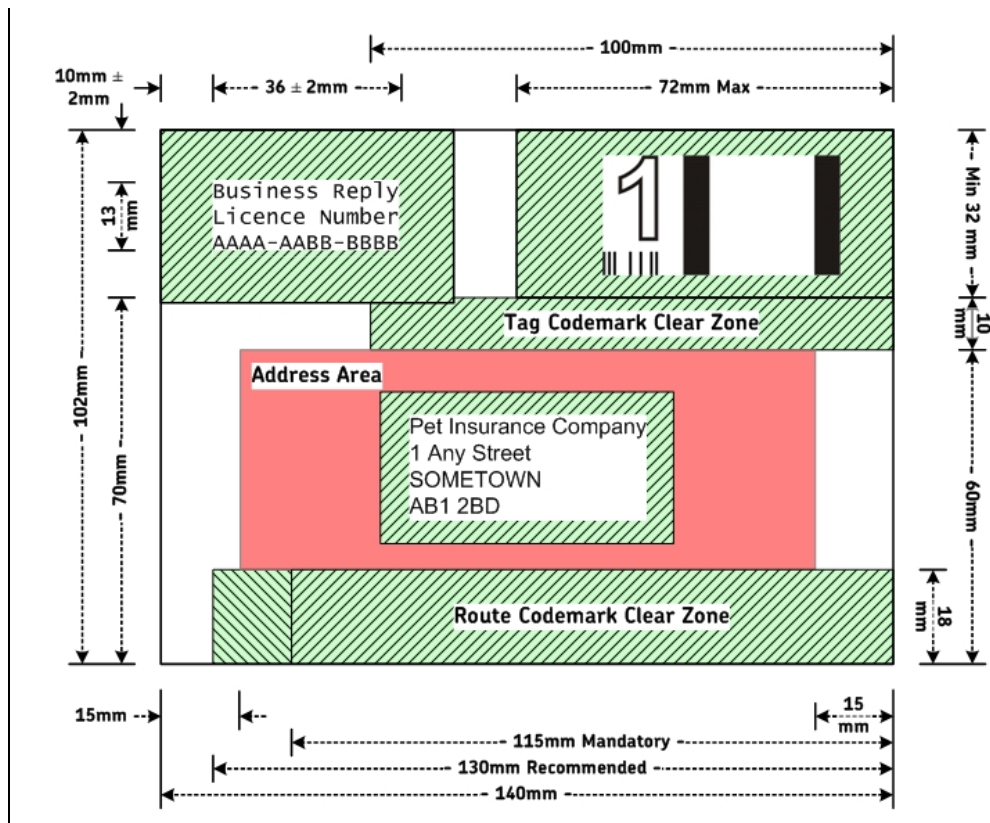 100mm
10mm ±
2mm
36 ± 2mm
72mm Max
Business Reply
Licence Number
AAAA-AABB-BBBB
1
13
mm
Min 32 mm
102mm
70mm
Tag Codemark Clear Zone
10
mm
Address Area
Pet Insurance Company
1 Any Street
SOMETOWN
AB1 2BD
60mm
Route Codemark Clear Zone
18
mm
15mm
15
mm
115mm Mandatory
130mm Recommended
140mm